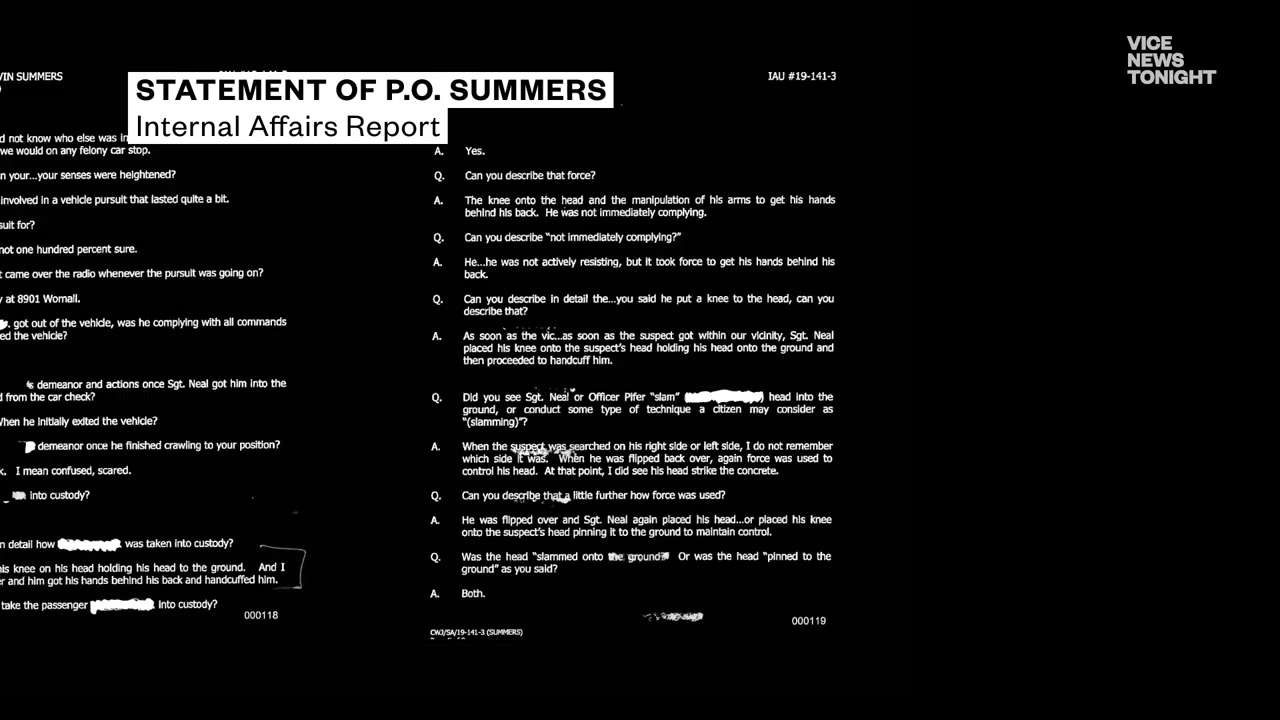 VICE
NEWS
TONIGHT
VIN SUMMERS
IAU #19-141-3
STATEMENT OF P.O. SUMMERS
Internal Affairs Report
d not know who else was in
we would on any felony car stop.
n your...your senses were heightened?
involved in a vehicle pursuit that lasted quite a bit.
suit for?
not one hundred percent sure.
t came over the radio whenever the pursuit was going on?
y at 8901 Wornall.
got out of the vehicle, was he complying with all commands
ed the vehicle?
s demeanor and actions once Sgt. Neal got him into the
d from the car check?
When he initially exited the vehicle?
demeanor once he finished crawling to your position?
k. I mean confused, scared.
into custody?
n detail how was taken into custody?
his knee on his head holding his head to the ground. And I
er and him got his hands behind his back and handcuffed him.
take the passenger into custody?
000118
A. Yes.
Q. Can you describe that force?
A. The knee onto the head and the manipulation of his arms to get his hands
behind his back. He was not immediately complying.
Q. Can you describe "not immediately complying?"
A. He...he was not actively resisting, but it took force to get his hands behind his
back.
Q. Can you describe in detail the...you said he put a knee to the head, can you
describe that?
A. As soon as the vic...as soon as the suspect got within our vicinity, Sgt. Neal
placed his knee onto the suspect's head holding his head onto the ground and
then proceeded to handcuff him.
Q. Did you see Sgt. Neal or Officer Pifer "slam" head into the
ground, or conduct some type of technique a citizen may consider as
"(slamming)"?
A. When the suspect was searched on his right side or left side, I do not remember
which side it was. When he was flipped back over, again force was used to
control his head. At that point, I did see his head strike the concrete.
Q. Can you describe that a little further how force was used?
A. He was flipped over and Sgt. Neal again placed his head...or placed his knee
onto the suspect's head pinning it to the ground to maintain control.
Q. Was the head "slammed onto the ground?" Or was the head "pinned to the
ground" as you said?
A. Both.
000119
CWJ/SA/19-141-3 (SUMMERS)